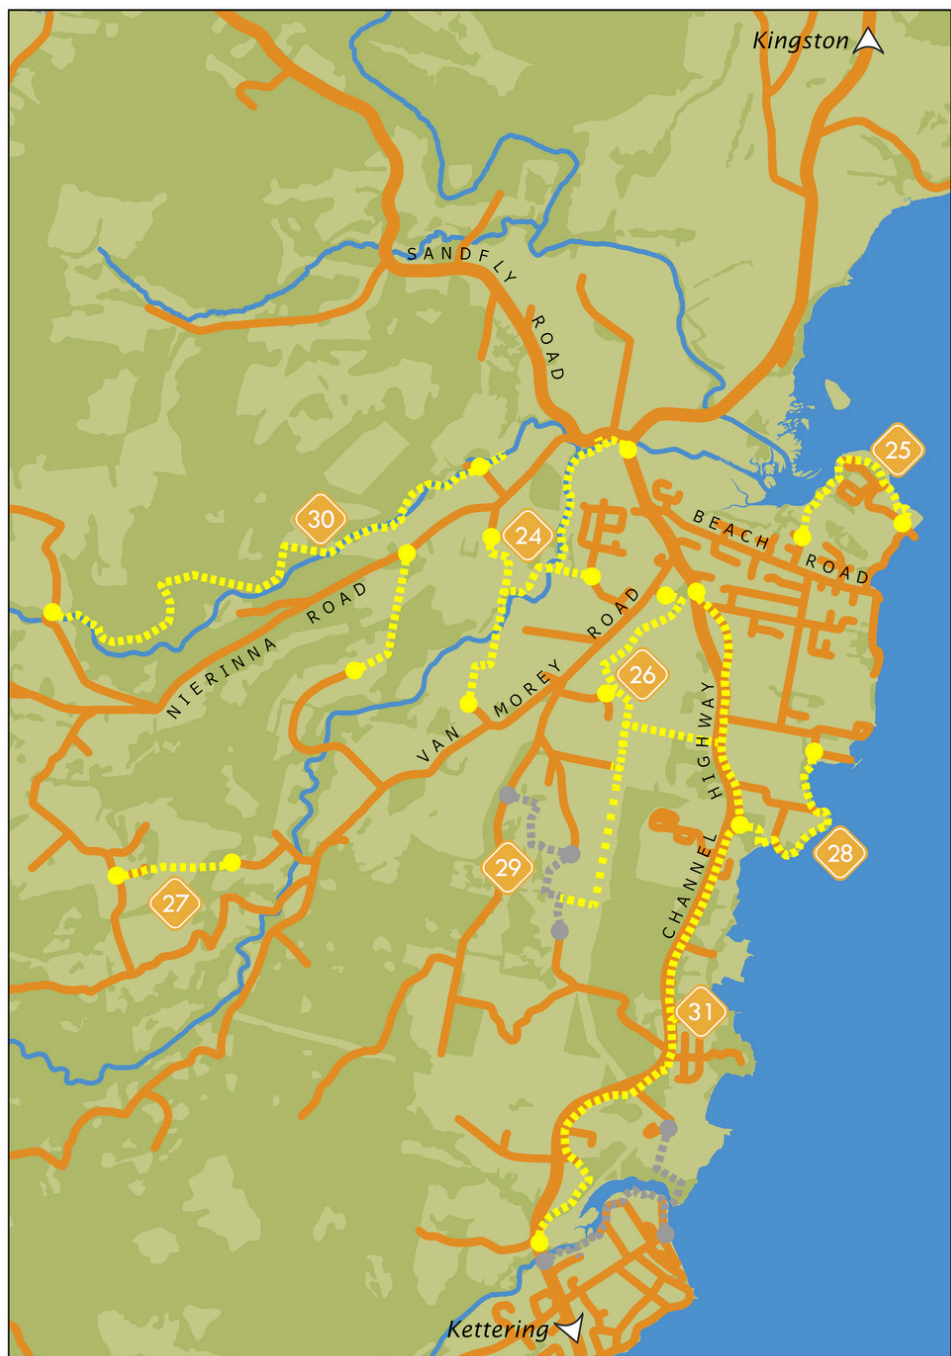 Kingston
SANDFLY
ROAD
25
30
24
BEACH ROAD
NIERINNA ROAD
VAN MOREY ROAD
26
CHANNEL HIGHWAY
28
29
27
31
Kettering